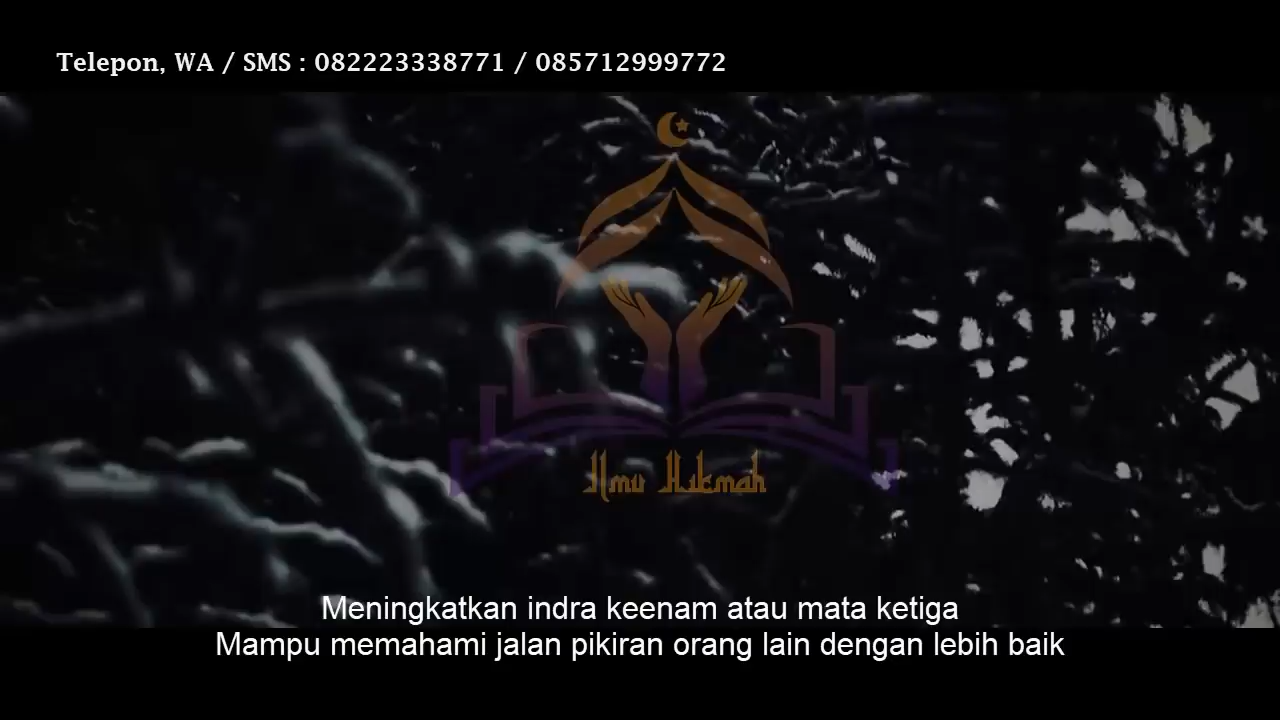 Telepon, WA / SMS : 082223338771 / 085712999772
Ilmu Hikmah
Meningkatkan indra keenam atau mata ketiga
Mampu memahami jalan pikiran orang lain dengan lebih baik